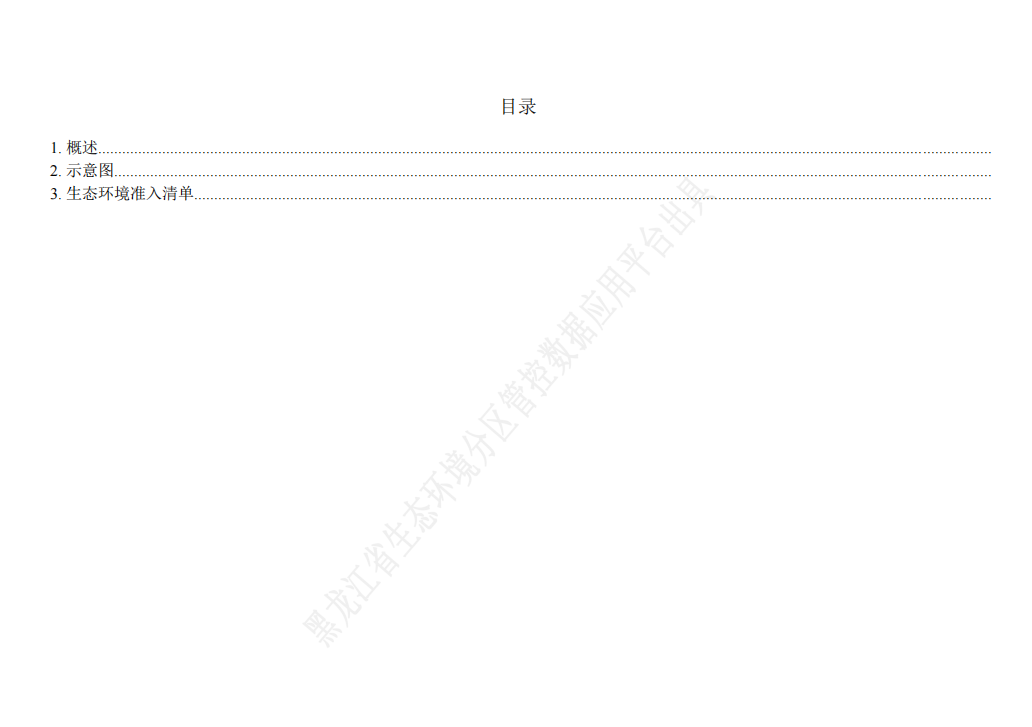 目录
1. 概述
2. 示意图
3. 生态环境准入清单
黑龙江省生态环境分区管控数据应用平台出具